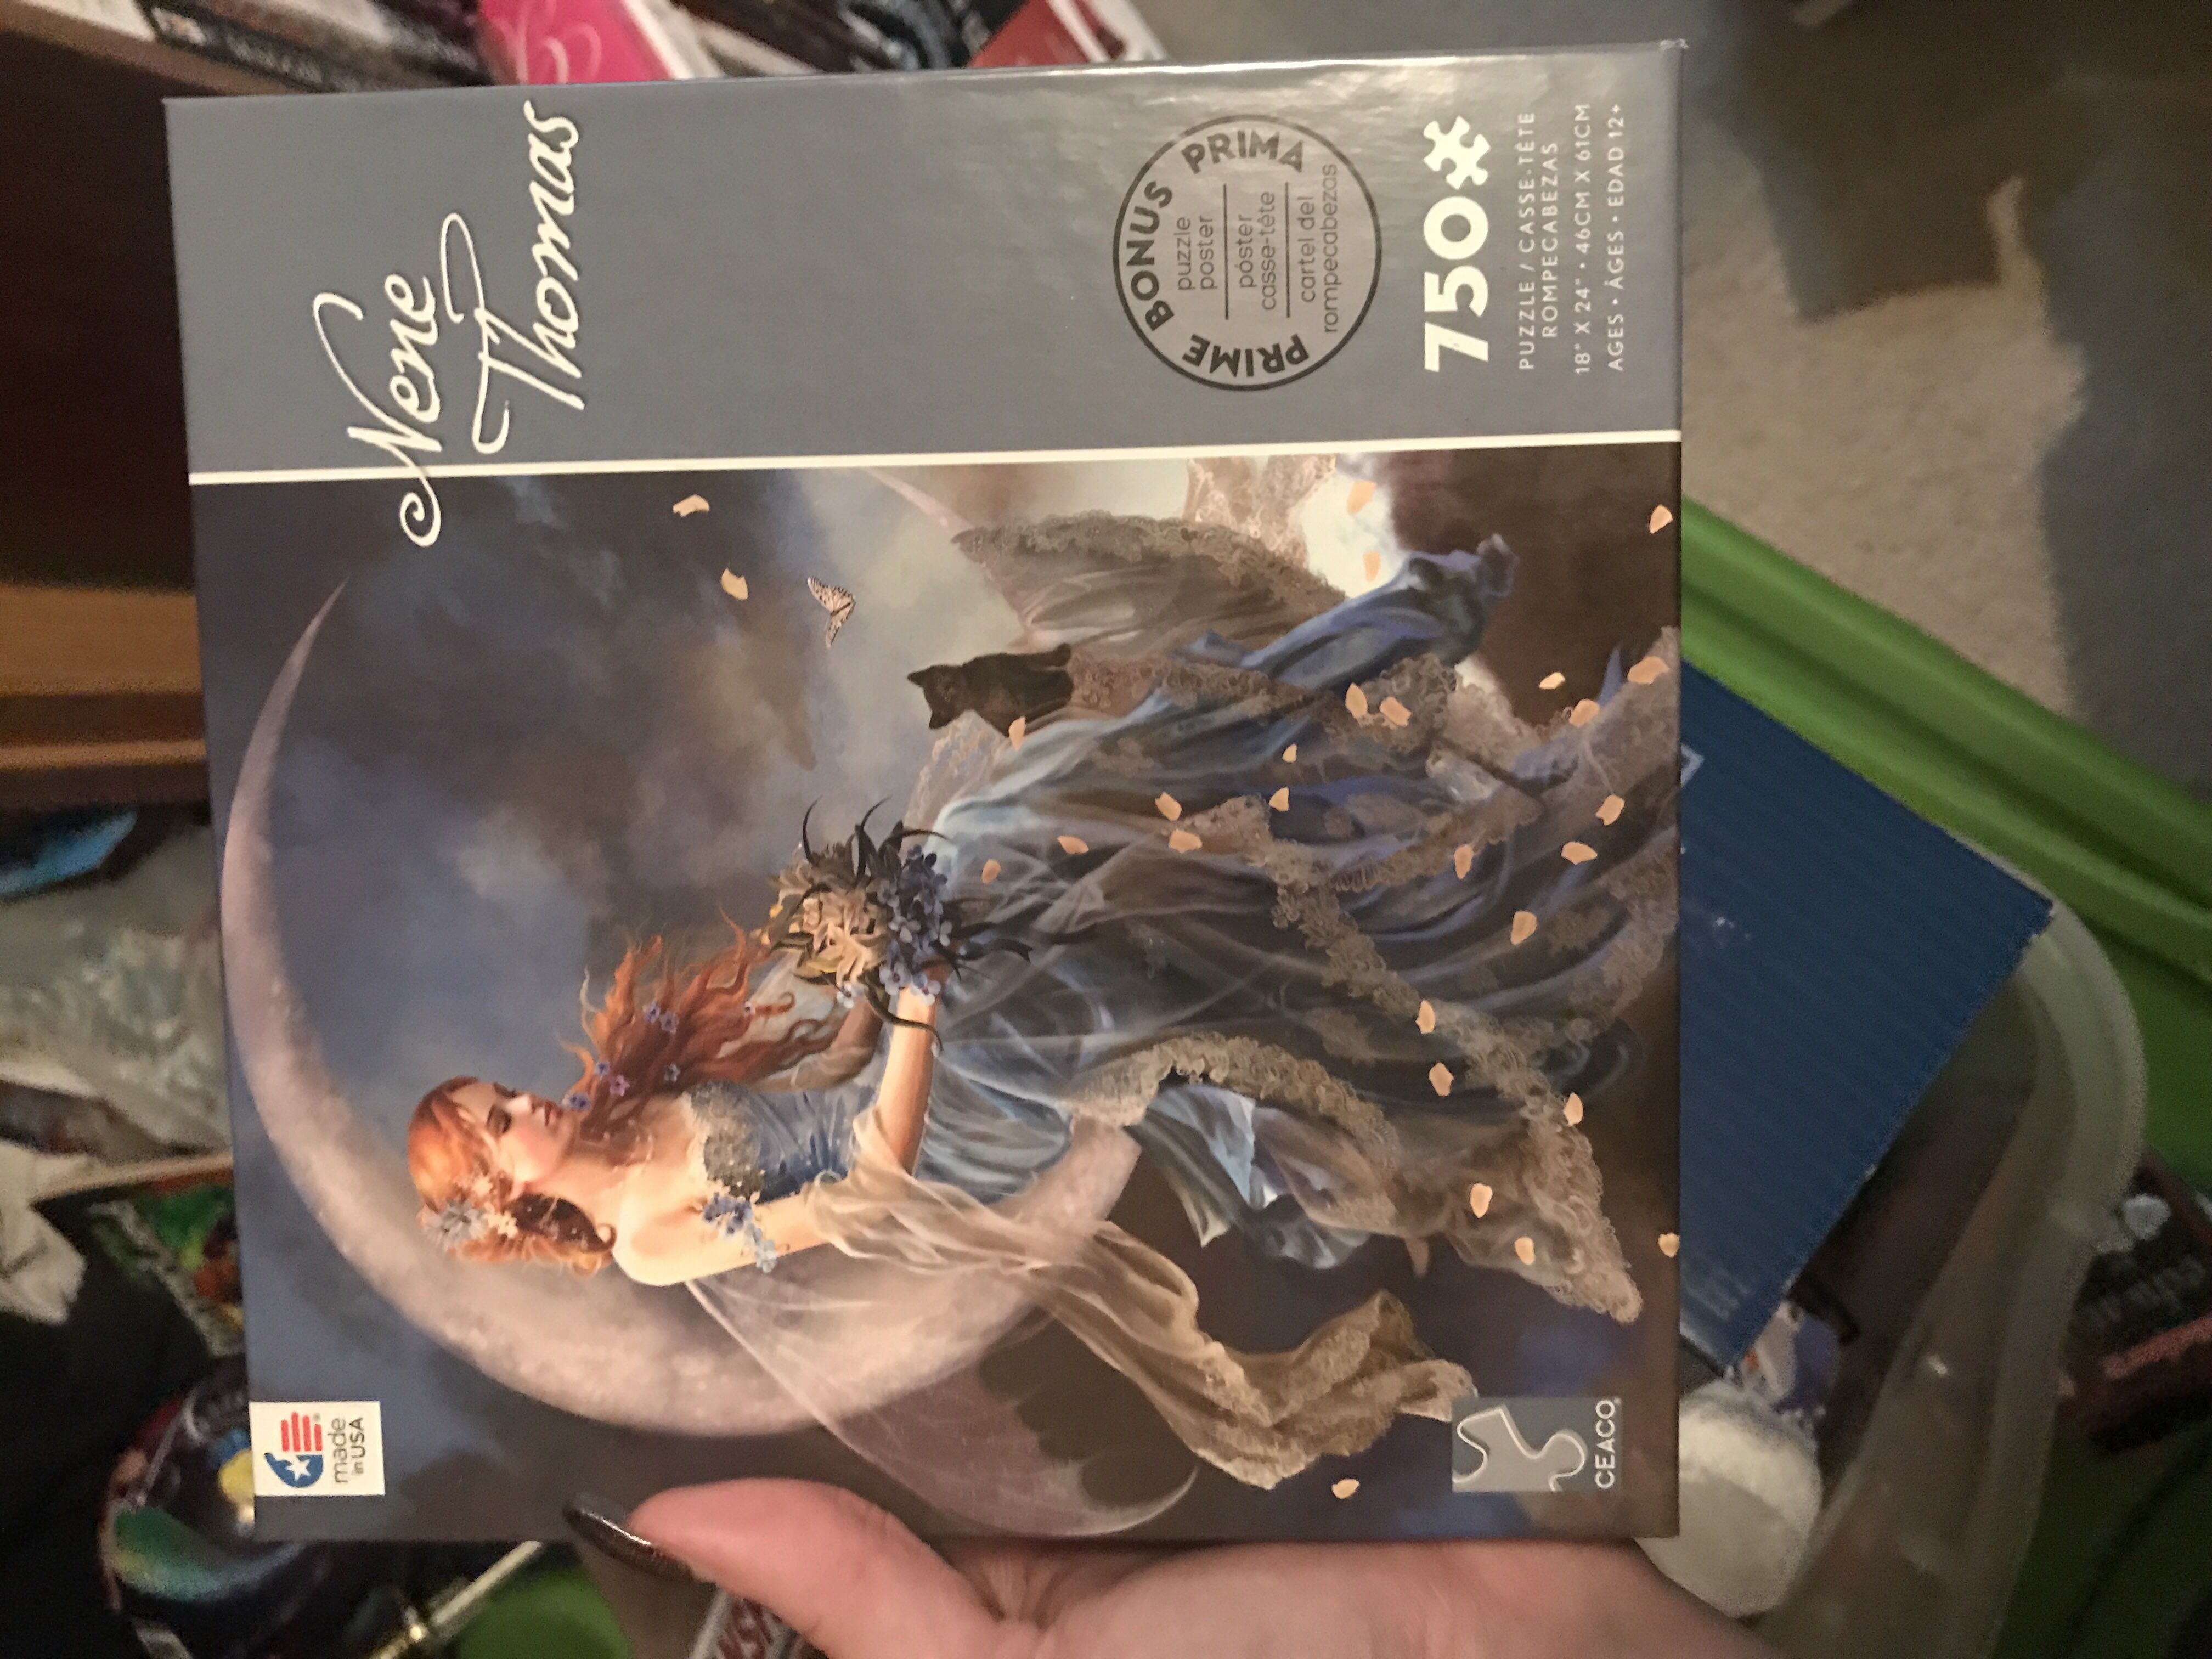 Nene
Thomas
BONUS
PRIMA
PRIME
puzzle
poster
póster
casse-tête
cartel del
rompecabezas
750
PUZZLE / CASSE-TÊTE
ROMPECABEZAS
18" X 24" • 46CM X 61CM
AGES • ÂGES • EDAD 12+
made
in USA
CEACO